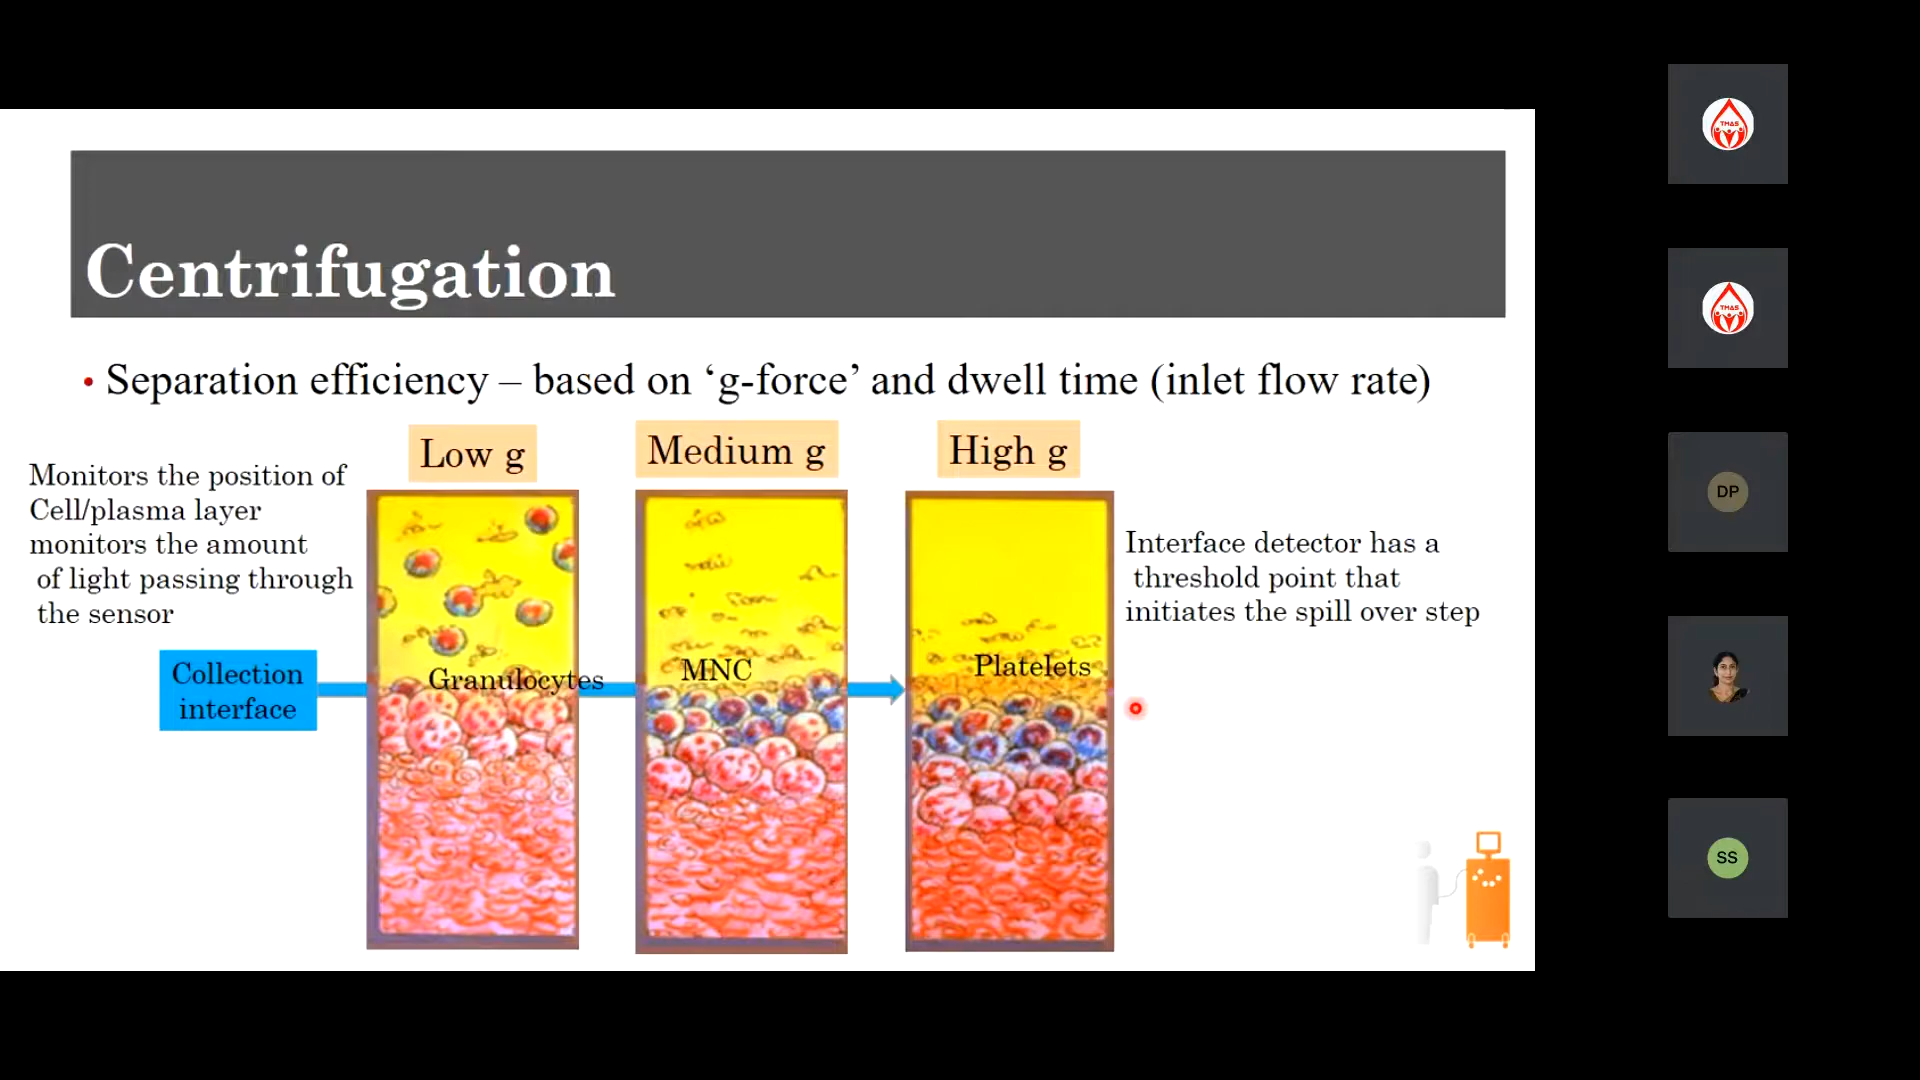 Centrifugation
• Separation efficiency – based on ‘g-force’ and dwell time (inlet flow rate)
Low g
Medium g
High g
Monitors the position of
Cell/plasma layer
monitors the amount
of light passing through
the sensor
Interface detector has a
threshold point that
initiates the spill over step
Collection
interface
Granulocytes
MNC
Platelets
TMAS
TMAS
DP
SS